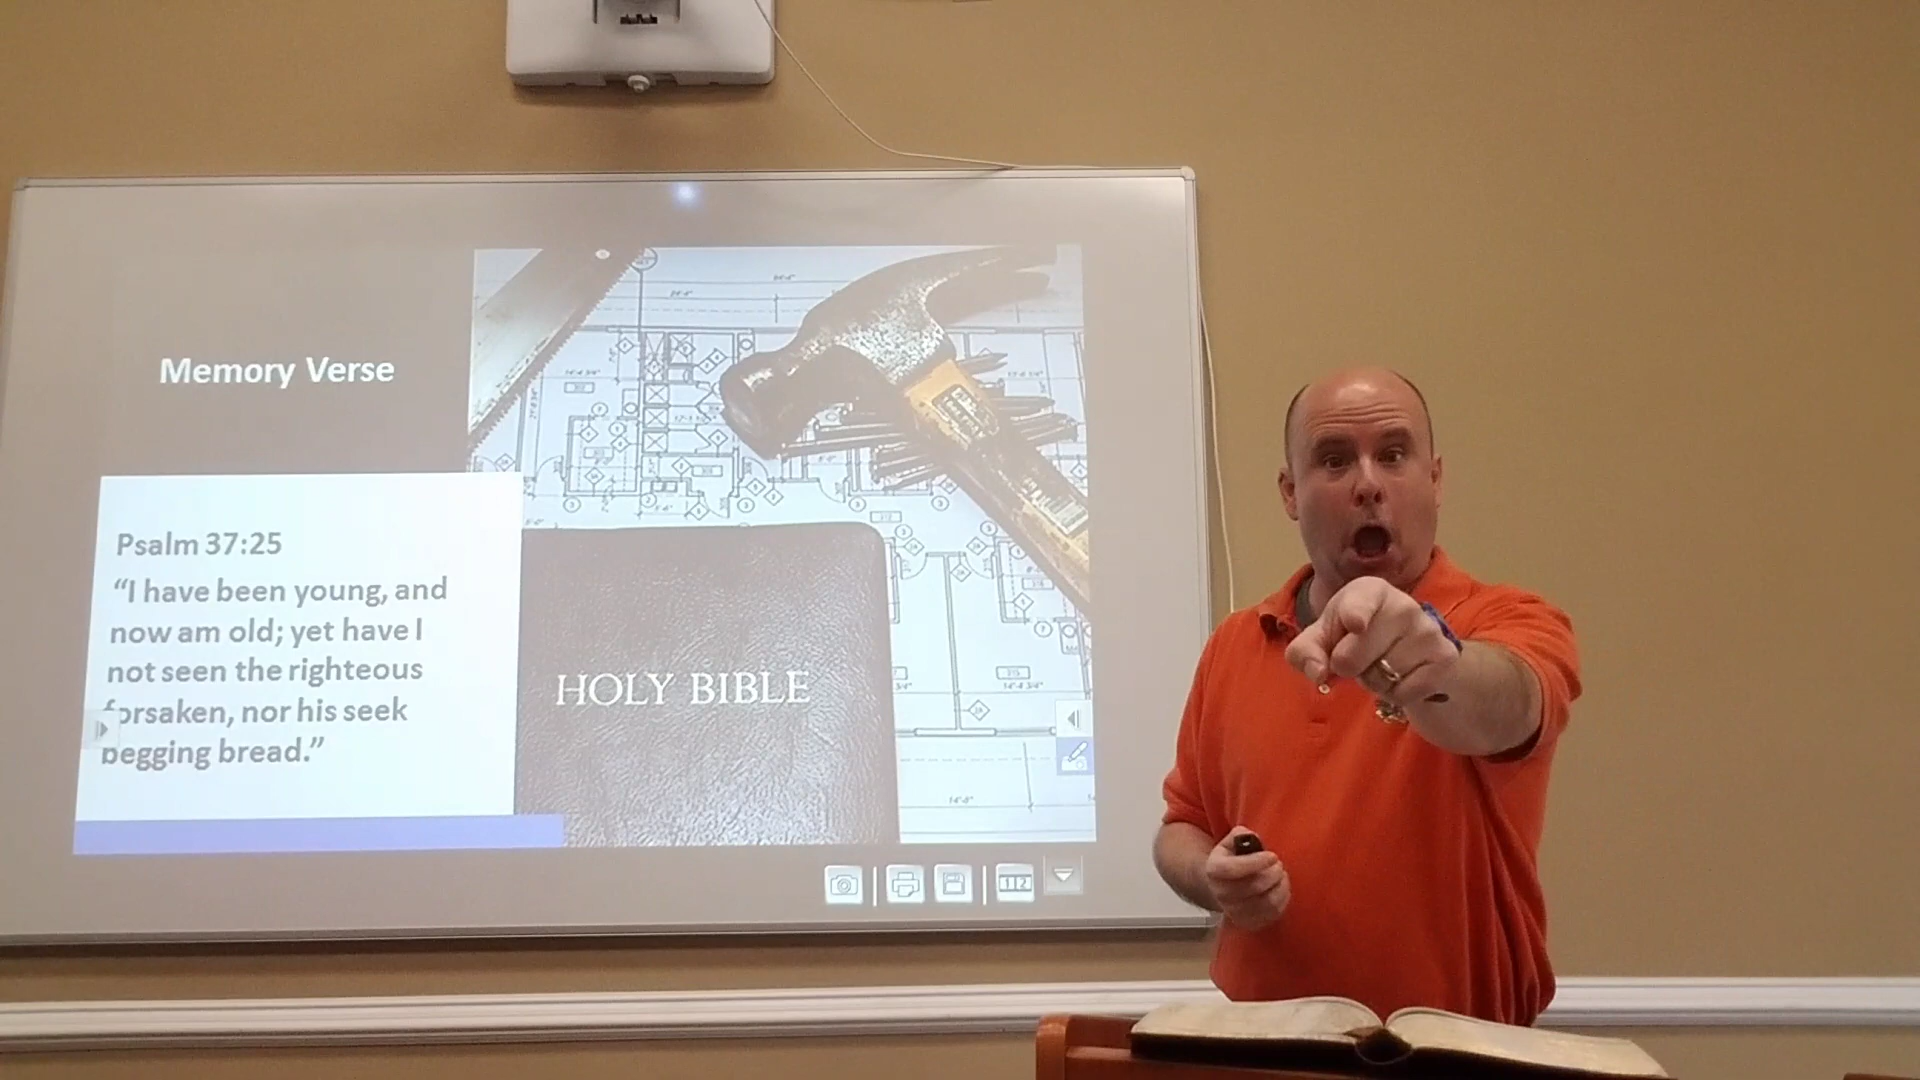 Memory Verse
Psalm 37:25
“I have been young, and
now am old; yet have I
not seen the righteous
forsaken, nor his seek
begging bread.”
HOLY BIBLE